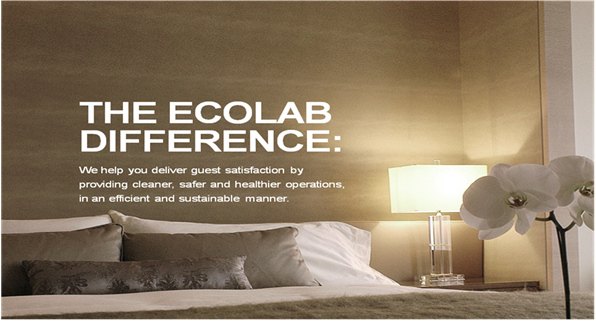 THE ECOLAB
DIFFERENCE:
We help you deliver guest satisfaction by
providing cleaner, safer and healthier operations,
in an efficient and sustainable manner.